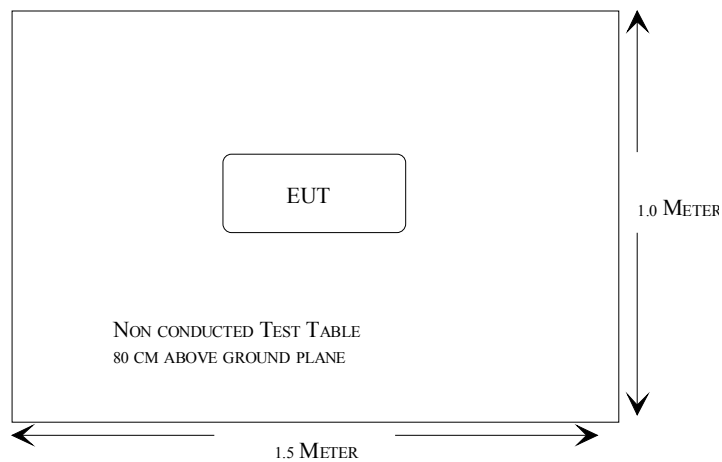 EUT
1.0 METER
NON CONDUCTED TEST TABLE
80 CM ABOVE GROUND PLANE
1.5 METER